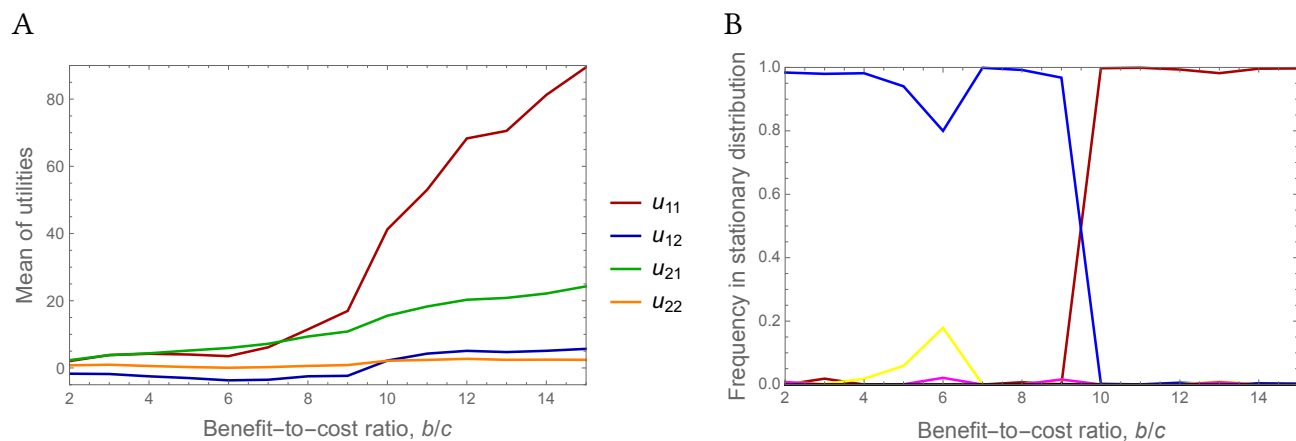 A
B
Mean of utilities
80
60
40
20
0
2 4 6 8 10 12 14
Benefit–to–cost ratio, b/c
u11
u12
u21
u22
Frequency in stationary distribution
1.0
0.8
0.6
0.4
0.2
0.0
2 4 6 8 10 12 14
Benefit–to–cost ratio, b/c